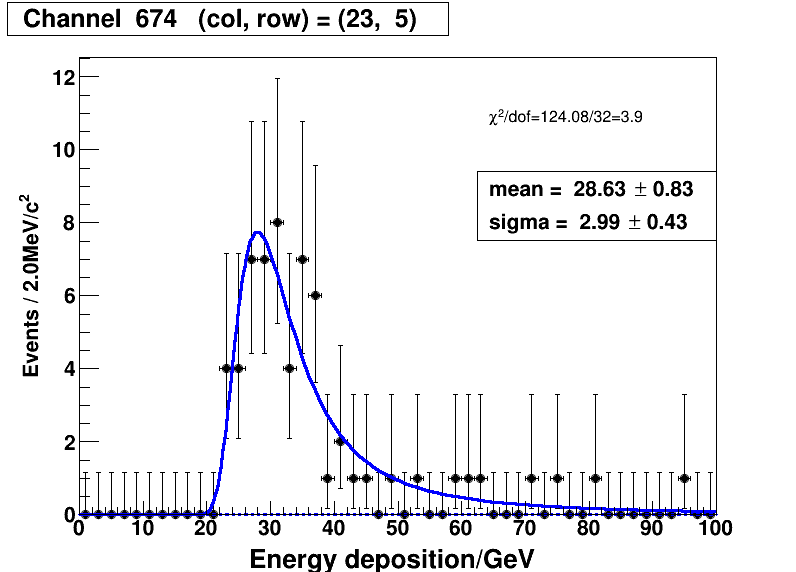 Channel 674 (col, row) = (23, 5)
χ²/dof=124.08/32=3.9
mean = 28.63 ± 0.83
sigma = 2.99 ± 0.43
Events / 2.0MeV/c²
12
10
8
6
4
2
0
0 10 20 30 40 50 60 70 80 90 100
Energy deposition/GeV